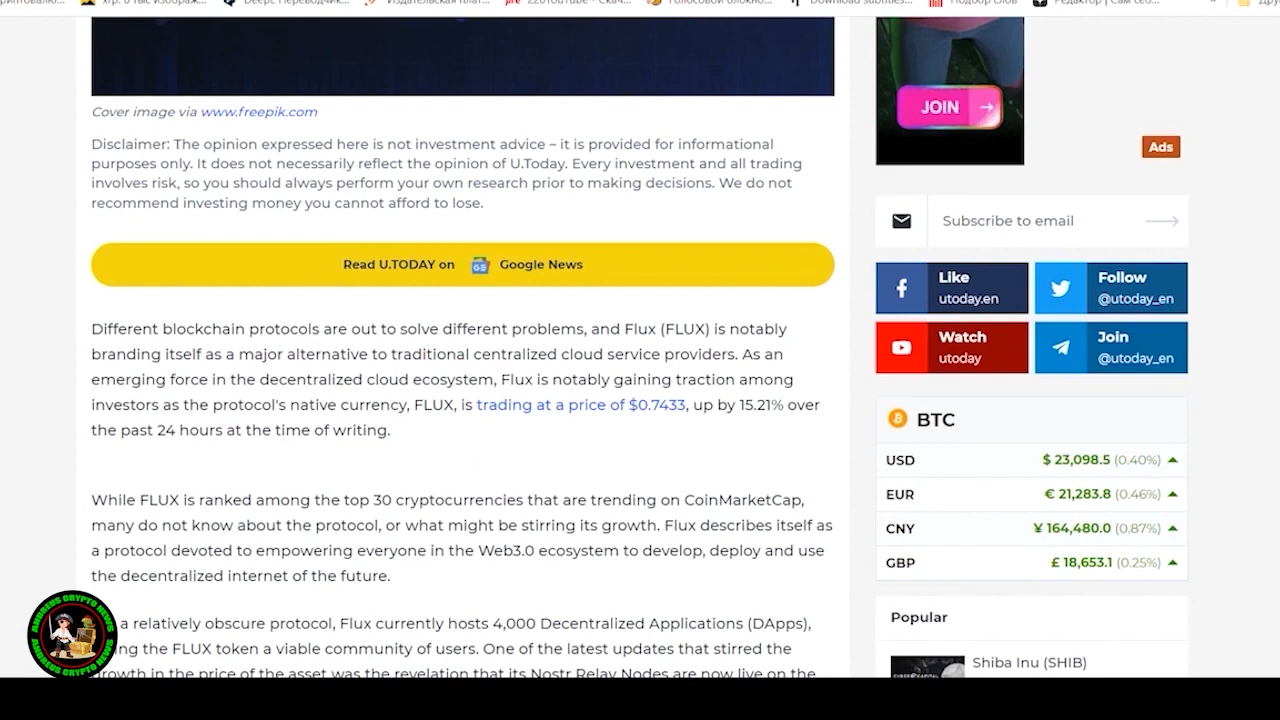 JOIN
Ads
Cover image via www.freepik.com
Disclaimer: The opinion expressed here is not investment advice – it is provided for informational
purposes only. It does not necessarily reflect the opinion of U.Today. Every investment and all trading
involves risk, so you should always perform your own research prior to making decisions. We do not
recommend investing money you cannot afford to lose.
Read U.TODAY on Google News
Different blockchain protocols are out to solve different problems, and Flux (FLUX) is notably
branding itself as a major alternative to traditional centralized cloud service providers. As an
emerging force in the decentralized cloud ecosystem, Flux is notably gaining traction among
investors as the protocol's native currency, FLUX, is trading at a price of $0.7433, up by 15.21% over
the past 24 hours at the time of writing.
While FLUX is ranked among the top 30 cryptocurrencies that are trending on CoinMarketCap,
many do not know about the protocol, or what might be stirring its growth. Flux describes itself as
a protocol devoted to empowering everyone in the Web3.0 ecosystem to develop, deploy and use
the decentralized internet of the future.
a relatively obscure protocol, Flux currently hosts 4,000 Decentralized Applications (DApps),
the FLUX token a viable community of users. One of the latest updates that stirred the
growth in the price of the asset was the revelation that its Nostr Relay Nodes are now live on the
Subscribe to email
Like
utoday.en
Follow
@utoday_en
Watch
utoday
Join
@utoday_en
BTC
USD $ 23,098.5 (0.40%)
EUR € 21,283.8 (0.46%)
CNY ¥ 164,480.0 (0.87%)
GBP £ 18,653.1 (0.25%)
Popular
Shiba Inu (SHIB)
ANDREUS CRYPTO NEWS
ANDREUS CRYPTO NEWS